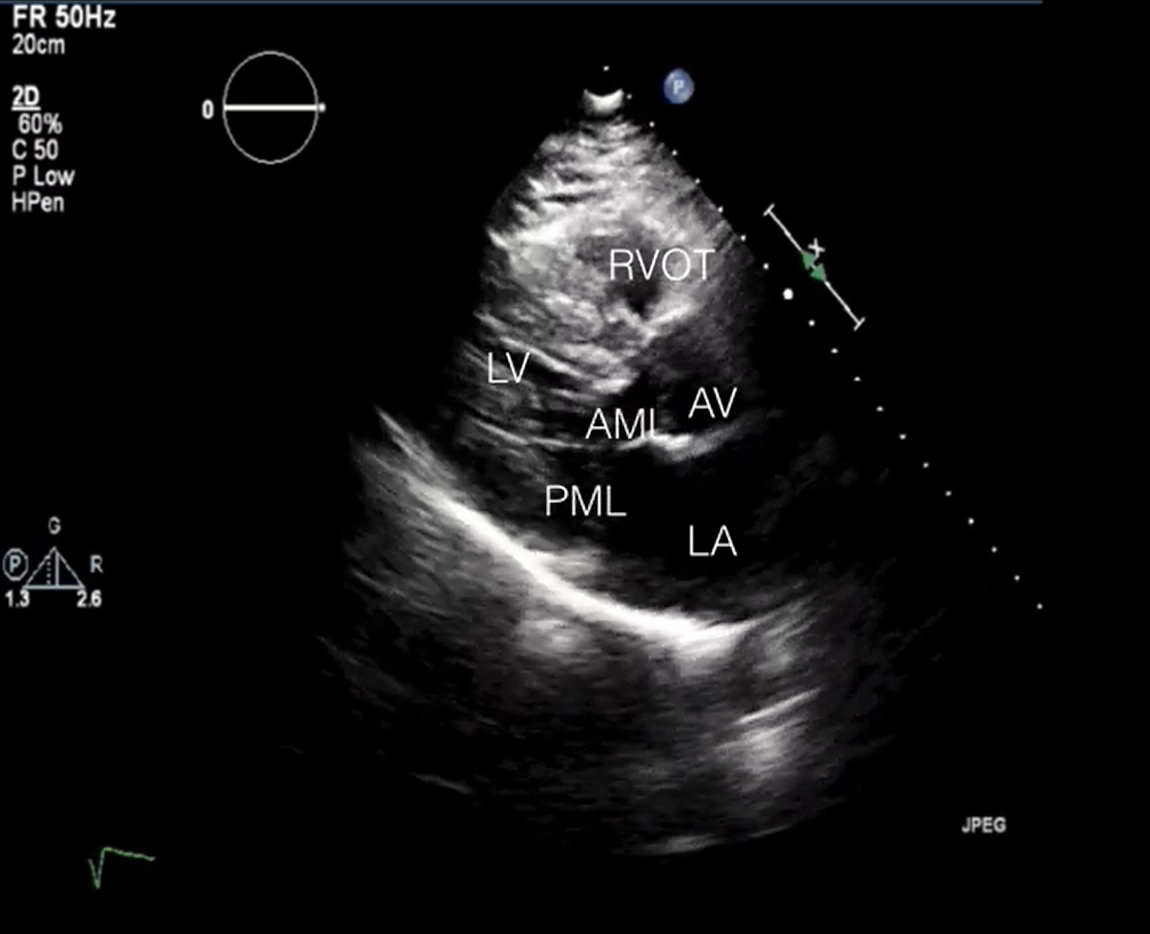 FR 50Hz
20cm
2D
60%
C 50
P Low
HPen
0
P
RVOT
LV
AV
AML
PML
LA
G
P R
1.3 2.6
JPEG